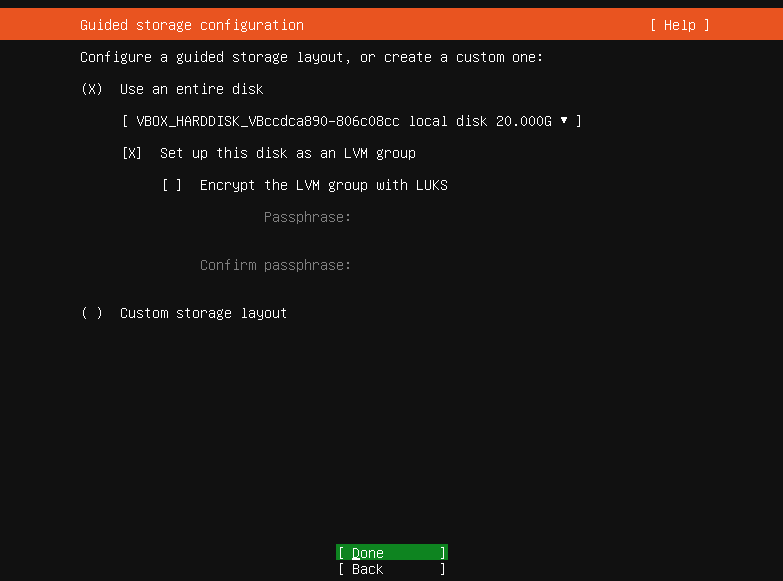 Guided storage configuration [ Help ]
Configure a guided storage layout, or create a custom one:
(X) Use an entire disk
[ VBOX_HARDDISK_VBccdca890-806c08cc local disk 20.000G ▼ ]
[X] Set up this disk as an LVM group
[ ] Encrypt the LVM group with LUKS
Passphrase:
Confirm passphrase:
( ) Custom storage layout
[ Done ]
[ Back ]